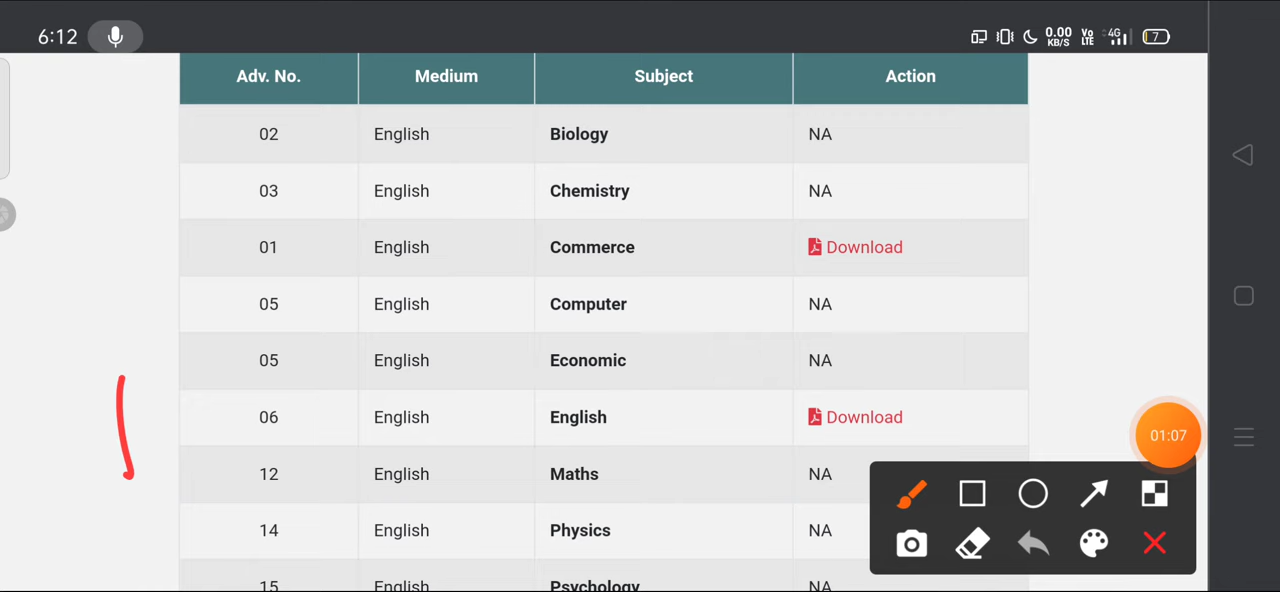 6:12 0.00 KB/S Vo LTE 4G 7
Adv. No. Medium Subject Action
02 English Biology NA
03 English Chemistry NA
01 English Commerce Download
05 English Computer NA
05 English Economic NA
06 English English Download
01:07
12 English Maths NA
14 English Physics NA
15 English Psychology NA